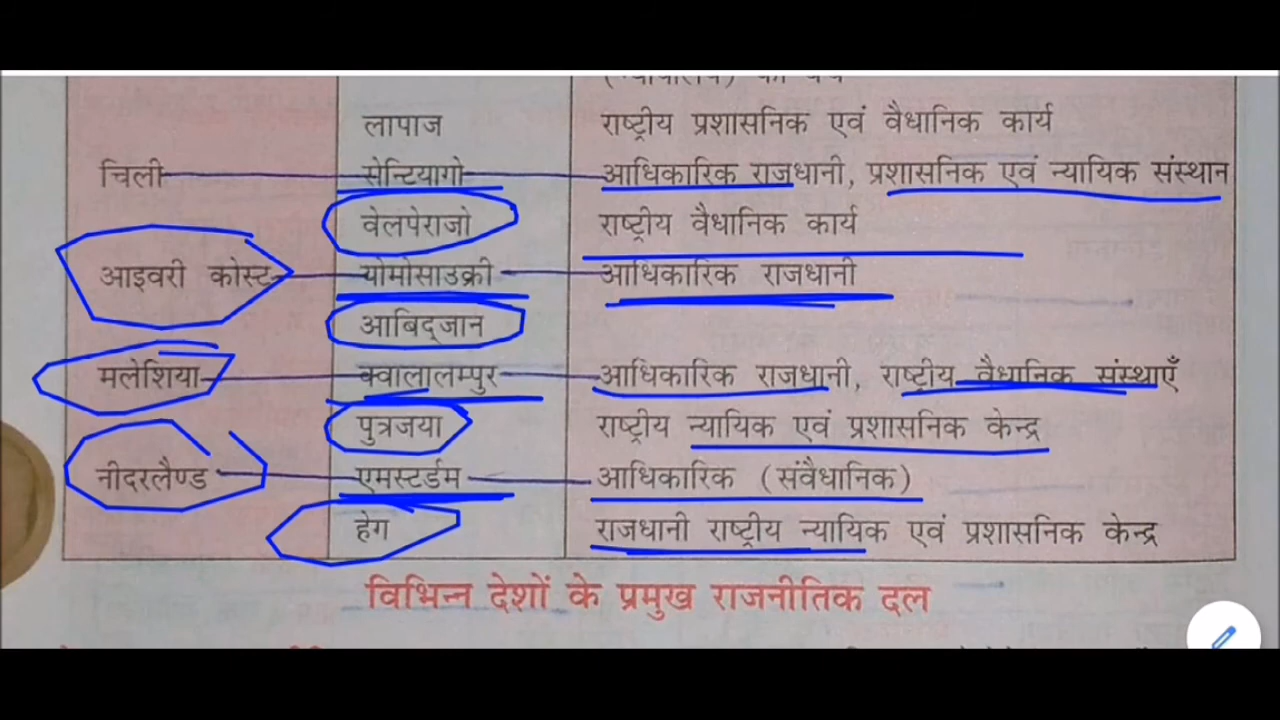 लापाज राष्ट्रीय प्रशासनिक एवं वैधानिक कार्य
चिली सेन्टियागो आधिकारिक राजधानी, प्रशासनिक एवं न्यायिक संस्थान
वेलपेराजो राष्ट्रीय वैधानिक कार्य
आइवरी कोस्ट योमोसाउक्री आधिकारिक राजधानी
आबिद्जान
मलेशिया क्वालालम्पुर आधिकारिक राजधानी, राष्ट्रीय वैधानिक संस्थाएँ
पुत्रजया राष्ट्रीय न्यायिक एवं प्रशासनिक केन्द्र
नीदरलैण्ड एमस्टर्डम आधिकारिक (संवैधानिक)
हेग राजधानी राष्ट्रीय न्यायिक एवं प्रशासनिक केन्द्र
विभिन्न देशों के प्रमुख राजनीतिक दल